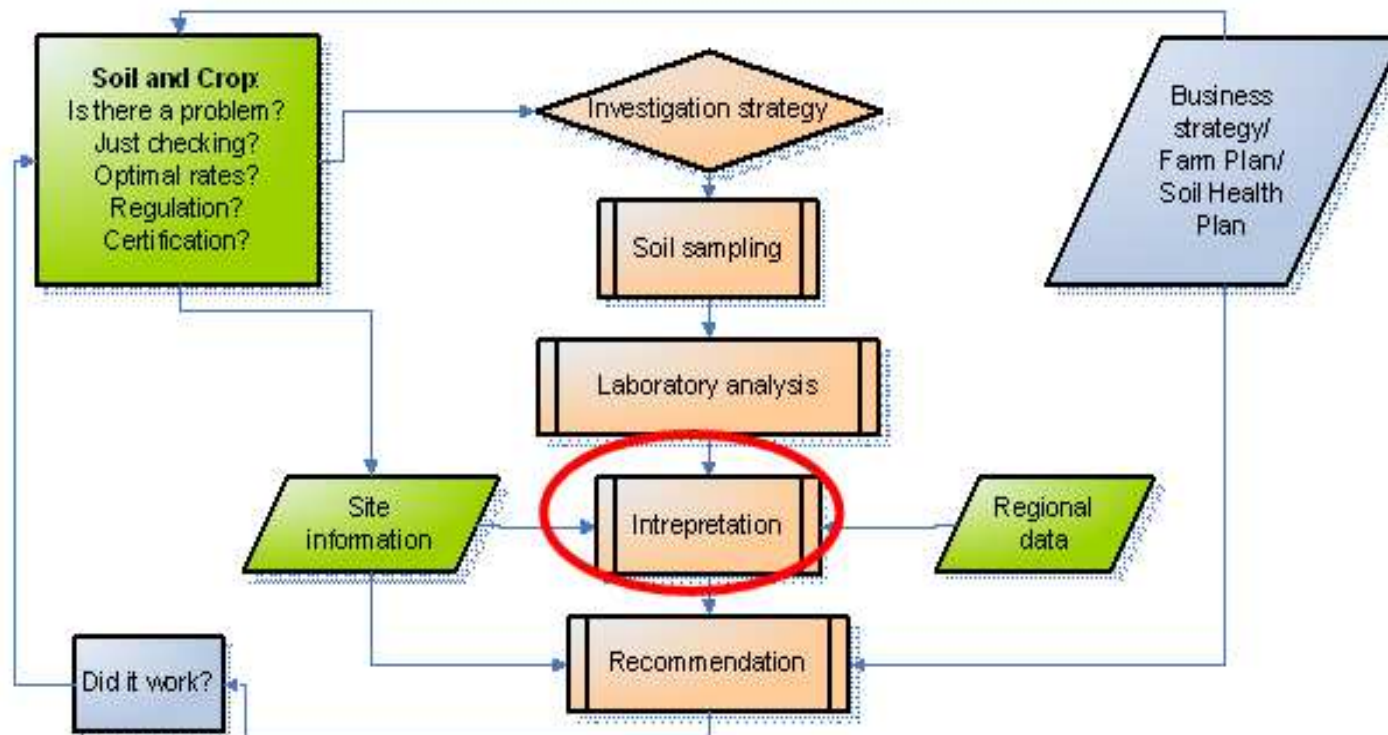 Soil and Crop:
Is there a problem?
Just checking?
Optimal rates?
Regulation?
Certification?
Investigation strategy
Business
strategy/
Farm Plan/
Soil Health
Plan
Soil sampling
Laboratory analysis
Site
information
Intrepretation
Regional
data
Recommendation
Did it work?